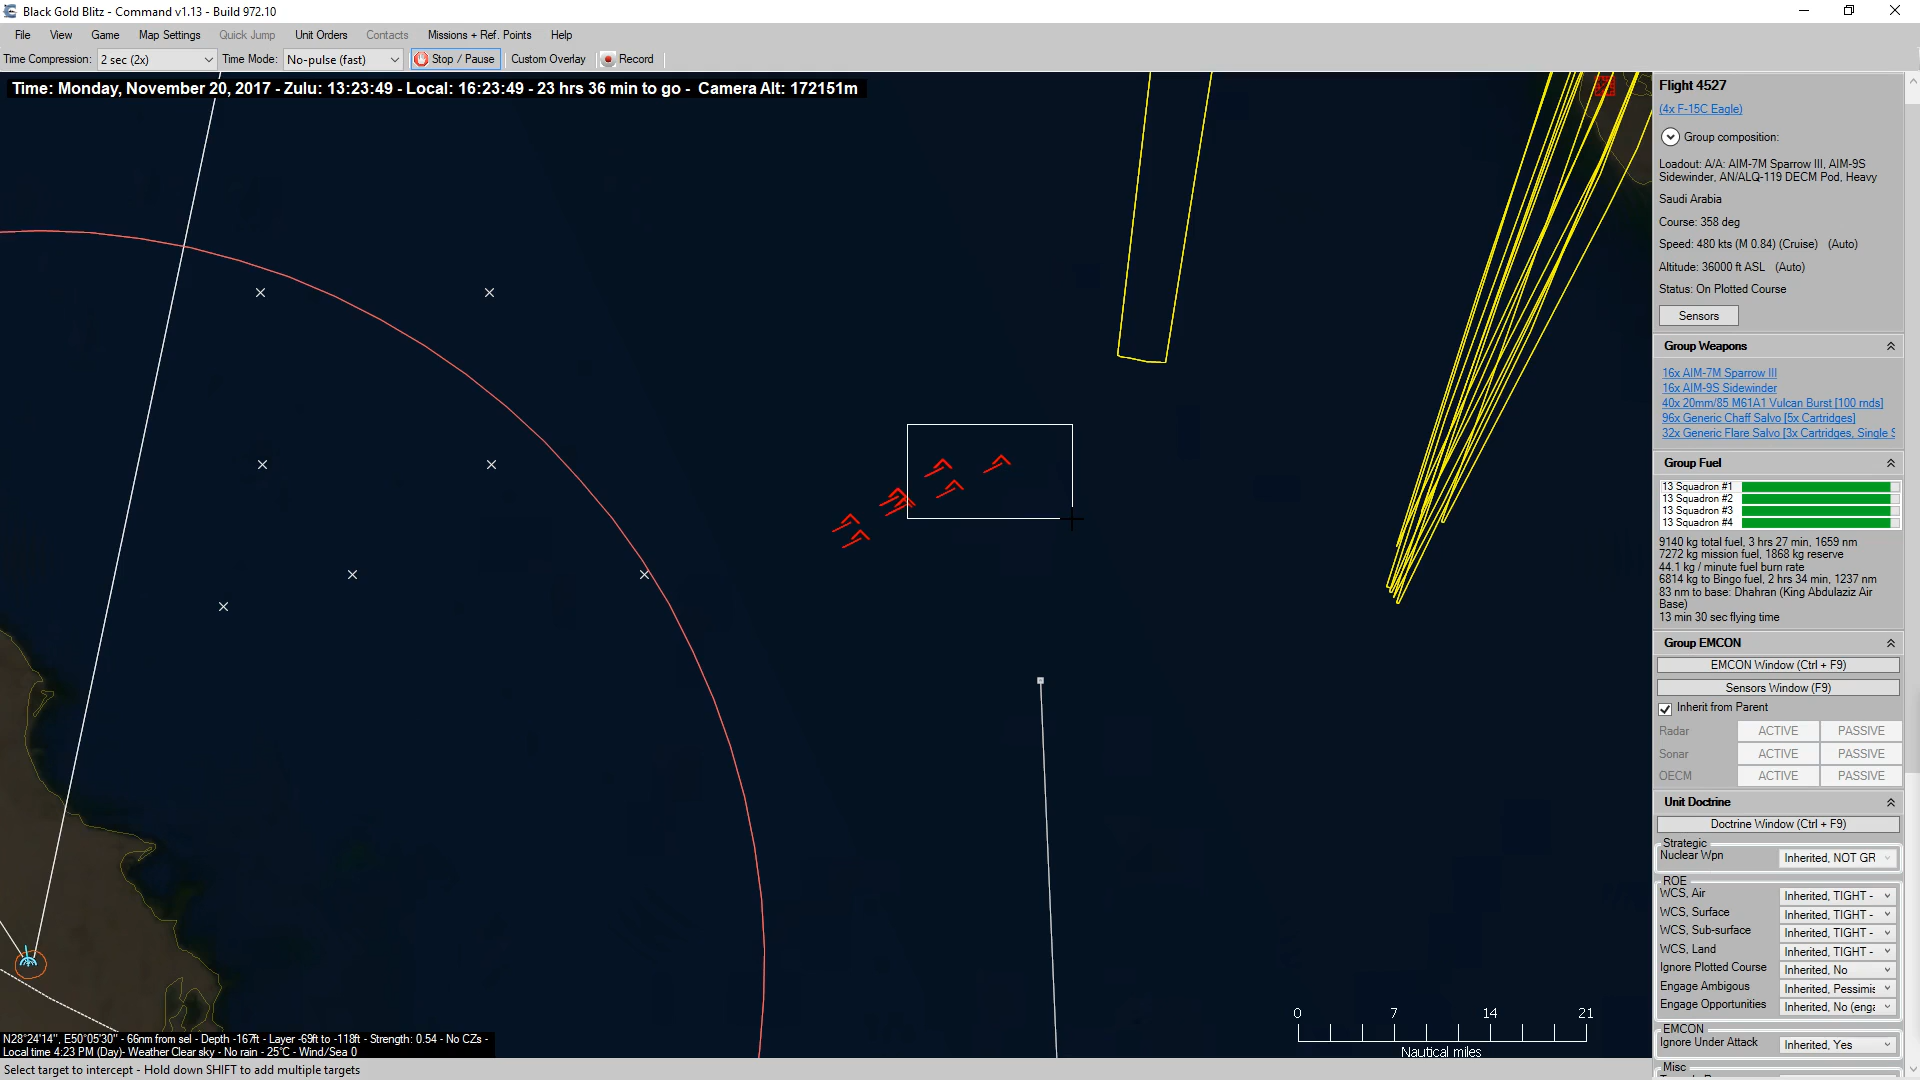 Black Gold Blitz - Command v1.13 - Build 972.10
File View Game Map Settings Quick Jump Unit Orders Contacts Missions + Ref. Points Help
Time Compression: 2 sec (2x) Time Mode: No-pulse (fast) Stop / Pause Custom Overlay Record
Time: Monday, November 20, 2017 - Zulu: 13:23:49 - Local: 16:23:49 - 23 hrs 36 min to go - Camera Alt: 172151m
Flight 4527
(4x F-15C Eagle)
Group composition:
Loadout: A/A: AIM-7M Sparrow III, AIM-9S
Sidewinder, AN/ALQ-119 DECM Pod, Heavy
Saudi Arabia
Course: 358 deg
Speed: 480 kts (M 0.84) (Cruise) (Auto)
Altitude: 36000 ft ASL (Auto)
Status: On Plotted Course
Sensors
Group Weapons
16x AIM-7M Sparrow III
16x AIM-9S Sidewinder
40x 20mm/85 M61A1 Vulcan Burst [100 rnds]
96x Generic Chaff Salvo [5x Cartridges]
32x Generic Flare Salvo [3x Cartridges, Single S
Group Fuel
13 Squadron #1
13 Squadron #2
13 Squadron #3
13 Squadron #4
9140 kg total fuel, 3 hrs 27 min, 1659 nm
7272 kg mission fuel, 1868 kg reserve
44.1 kg / minute fuel burn rate
6814 kg to Bingo fuel, 2 hrs 34 min, 1237 nm
83 nm to base: Dhahran (King Abdulaziz Air
Base)
13 min 30 sec flying time
Group EMCON
EMCON Window (Ctrl + F9)
Sensors Window (F9)
Inherit from Parent
Radar ACTIVE PASSIVE
Sonar ACTIVE PASSIVE
OECM ACTIVE PASSIVE
Unit Doctrine
Doctrine Window (Ctrl + F9)
Strategic
Nuclear Wpn Inherited, NOT GR
ROE
WCS, Air Inherited, TIGHT -
WCS, Surface Inherited, TIGHT -
WCS, Sub-surface Inherited, TIGHT -
WCS, Land Inherited, TIGHT -
Ignore Plotted Course Inherited, No
Engage Ambiguous Inherited, Pessimis
Engage Opportunities Inherited, No (enga
EMCON
Ignore Under Attack Inherited, Yes
Misc
0 7 14 21
Nautical miles
N28°24'14", E50°05'30" - 66nm from sel - Depth -167ft - Layer -69ft to -118ft - Strength: 0.54 - No CZs -
Local time 4:23 PM (Day)- Weather Clear sky - No rain - 25°C - Wind/Sea 0
Select target to intercept - Hold down SHIFT to add multiple targets